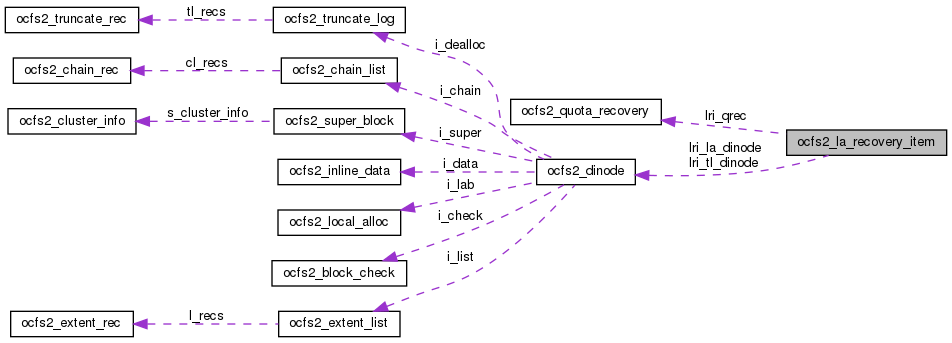 ocfs2_truncate_rec
tl_recs
ocfs2_truncate_log
i_dealloc
ocfs2_chain_rec
cl_recs
ocfs2_chain_list
i_chain
ocfs2_cluster_info
s_cluster_info
ocfs2_super_block
i_super
ocfs2_quota_recovery
lri_qrec
ocfs2_la_recovery_item
lri_la_dinode
lri_tl_dinode
ocfs2_inline_data
i_data
ocfs2_dinode
i_lab
ocfs2_local_alloc
i_check
ocfs2_block_check
i_list
ocfs2_extent_rec
l_recs
ocfs2_extent_list